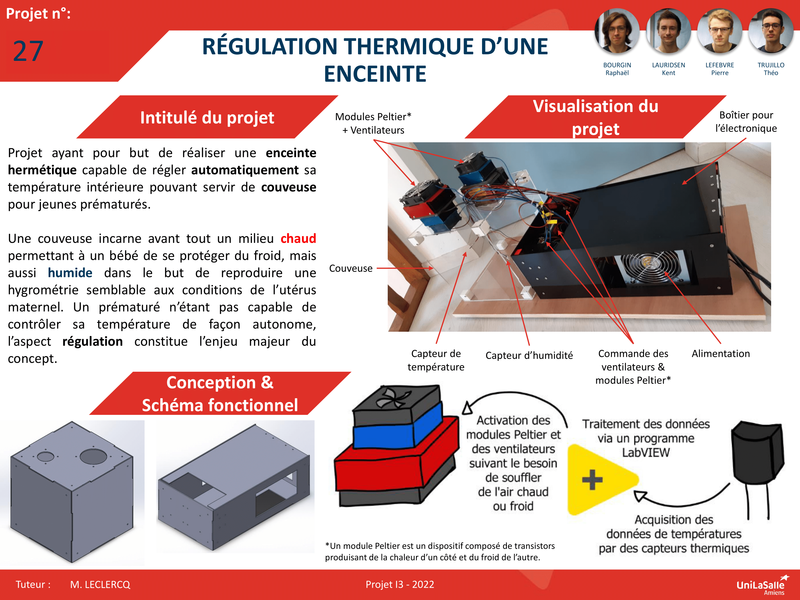 Projet n°:
27
RÉGULATION THERMIQUE D'UNE
ENCEINTE
BOURGIN
Raphaël
LAURIDSEN
Kent
LEFEBVRE
Pierre
TRUJILLO
Théo
Intitulé du projet
Projet ayant pour but de réaliser une enceinte
hermétique capable de régler automatiquement sa
température intérieure pouvant servir de couveuse
pour jeunes prématurés.
Une couveuse incarne avant tout un milieu chaud
permettant à un bébé de se protéger du froid, mais
aussi humide dans le but de reproduire une
hygrométrie semblable aux conditions de l'utérus
maternel. Un prématuré n'étant pas capable de
contrôler sa température de façon autonome,
l'aspect régulation constitue l'enjeu majeur du
concept.
Visualisation du
projet
Modules Peltier*
+ Ventilateurs
Boîtier pour
l'électronique
Couveuse
Capteur de
température
Capteur d'humidité
Commande des
ventilateurs &
modules Peltier*
Alimentation
Conception &
Schéma fonctionnel
Activation des
modules Peltier et
des ventilateurs
suivant le besoin
de souffler
de l'air chaud
ou froid
Traitement des données
via un programme
LabVIEW
+
Acquisition des
données de températures
par des capteurs thermiques
*Un module Peltier est un dispositif composé de transistors
produisant de la chaleur d'un côté et du froid de l'autre.
Tuteur : M. LECLERCQ
Projet I3 - 2022
UniLaSalle
Amiens